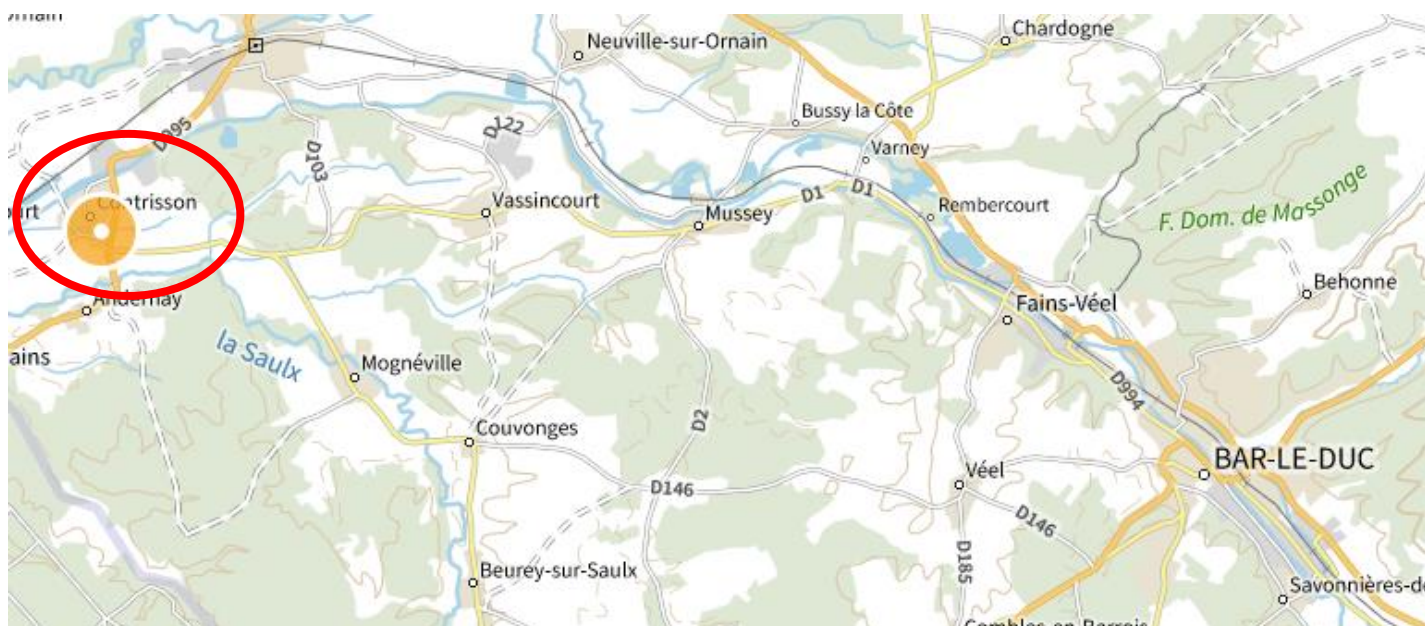 Chardogne
Neuville-sur-Ornain
Bussy la Côte
D995
D122
D103
Varney
Contrisson
Vassincourt
Mussey
D1
D1
Rembercourt
F. Dom. de Massonge
Behonne
Andernay
Fains-Véel
la Saulx
Mognéville
D994
D2
Couvonges
BAR-LE-DUC
Véel
D146
D146
D185
Beurey-sur-Saulx